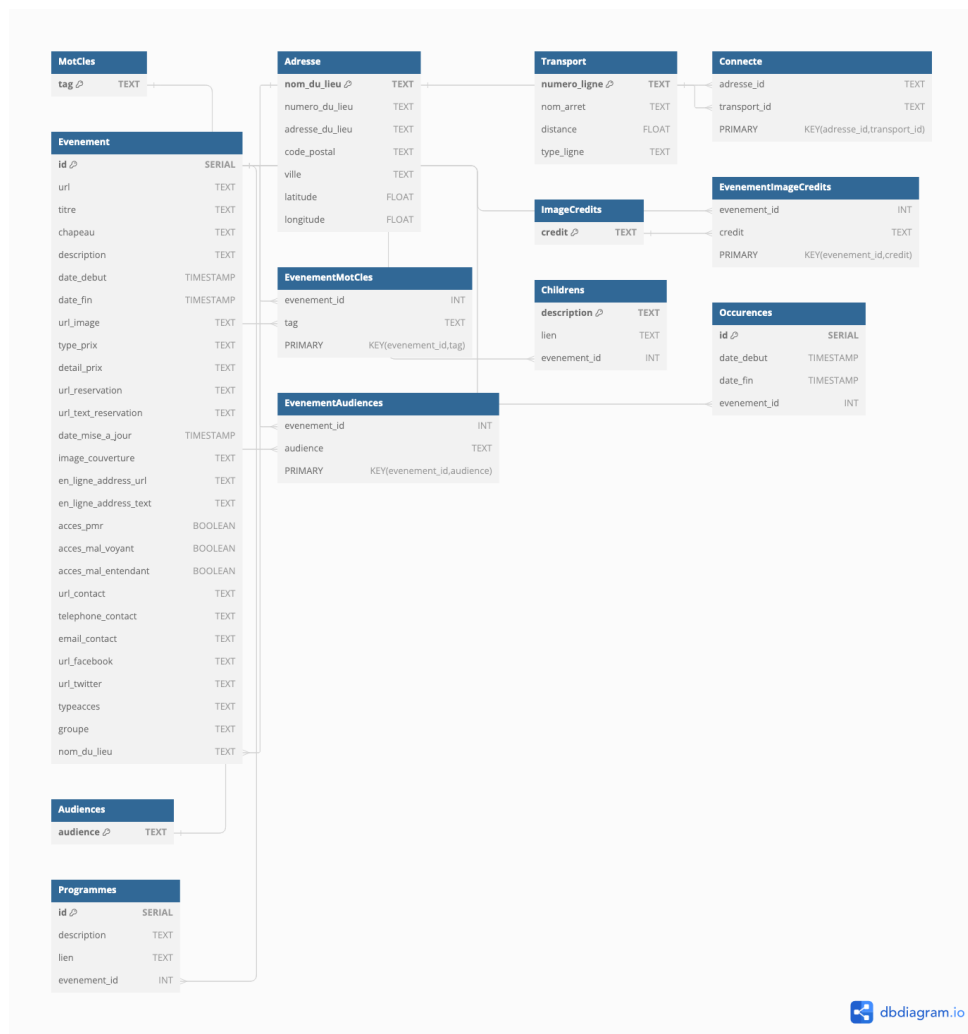 MotCles
tag TEXT
Evenement
id SERIAL
url TEXT
titre TEXT
chapeau TEXT
description TEXT
date_debut TIMESTAMP
date_fin TIMESTAMP
url_image TEXT
type_prix TEXT
detail_prix TEXT
url_reservation TEXT
url_text_reservation TEXT
date_mise_a_jour TIMESTAMP
image_couverture TEXT
en_ligne_address_url TEXT
en_ligne_address_text TEXT
acces_pmr BOOLEAN
acces_mal_voyant BOOLEAN
acces_mal_entendant BOOLEAN
url_contact TEXT
telephone_contact TEXT
email_contact TEXT
url_facebook TEXT
url_twitter TEXT
typeacces TEXT
groupe TEXT
nom_du_lieu TEXT
Audiences
audience TEXT
Programmes
id SERIAL
description TEXT
lien TEXT
evenement_id INT
Adresse
nom_du_lieu TEXT
numero_du_lieu TEXT
adresse_du_lieu TEXT
code_postal TEXT
ville TEXT
latitude FLOAT
longitude FLOAT
EvenementMotCles
evenement_id INT
tag TEXT
PRIMARY KEY(evenement_id,tag)
EvenementAudiences
evenement_id INT
audience TEXT
PRIMARY KEY(evenement_id,audience)
Transport
numero_ligne TEXT
nom_arret TEXT
distance FLOAT
type_ligne TEXT
ImageCredits
credit TEXT
Childrens
description TEXT
lien TEXT
evenement_id INT
Connecte
adresse_id TEXT
transport_id TEXT
PRIMARY KEY(adresse_id,transport_id)
EvenementImageCredits
evenement_id INT
credit TEXT
PRIMARY KEY(evenement_id,credit)
Occurences
id SERIAL
date_debut TIMESTAMP
date_fin TIMESTAMP
evenement_id INT
dbdiagram.io